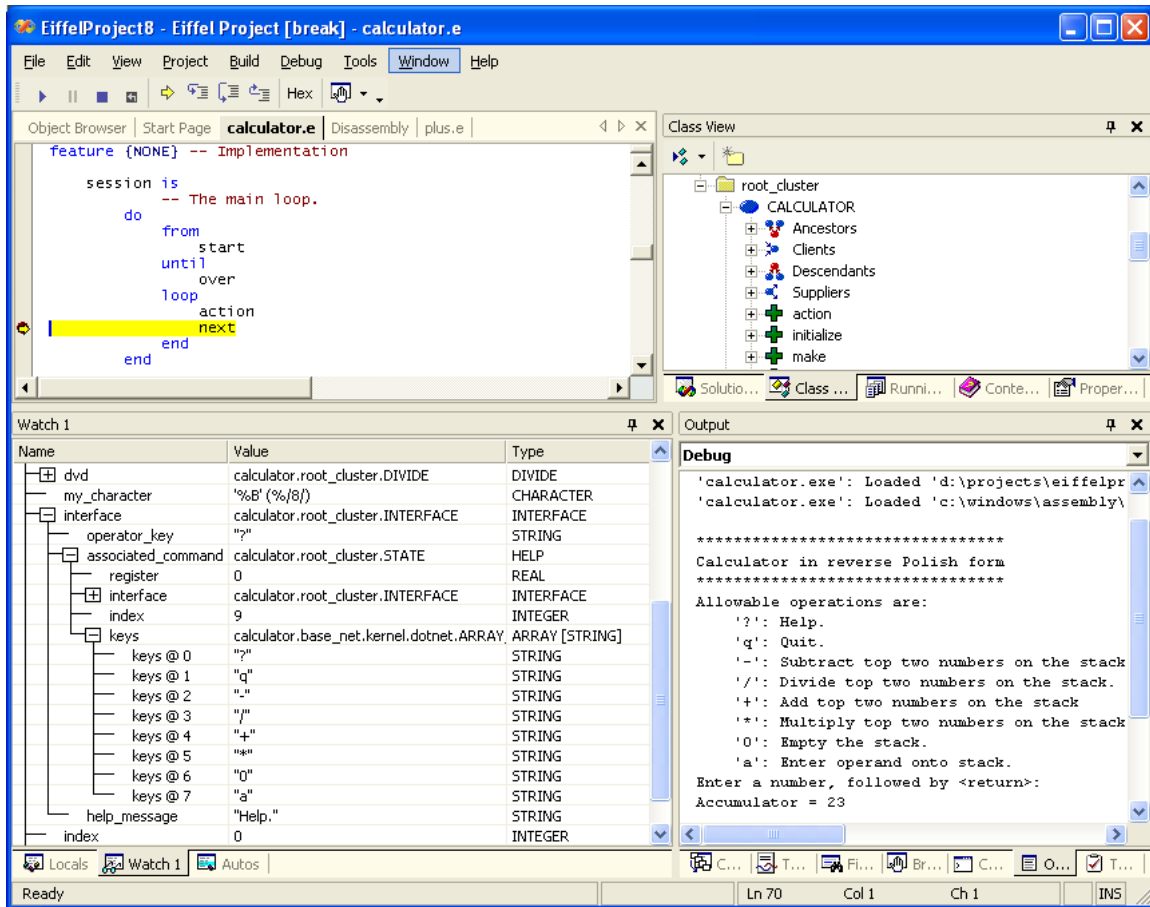 EiffelProject8 - Eiffel Project [break] - calculator.e
File Edit View Project Build Debug Tools Window Help
Hex
Object Browser Start Page calculator.e Disassembly plus.e
feature {NONE} -- Implementation
session is
-- The main loop.
do
from
start
until
over
loop
action
next
end
end
Class View
root_cluster
CALCULATOR
Ancestors
Clients
Descendants
Suppliers
action
initialize
make
Solutio... Class ... Runni... Conte... Proper...
Watch 1
Name Value Type
dvd calculator.root_cluster.DIVIDE DIVIDE
my_character '%B' (%/8/) CHARACTER
interface calculator.root_cluster.INTERFACE INTERFACE
operator_key "?" STRING
associated_command calculator.root_cluster.STATE HELP
register 0 REAL
interface calculator.root_cluster.INTERFACE INTERFACE
index 9 INTEGER
keys calculator.base_net.kernel.dotnet.ARRAY_ ARRAY [STRING]
keys @ 0 "?" STRING
keys @ 1 "q" STRING
keys @ 2 "-" STRING
keys @ 3 "/" STRING
keys @ 4 "+" STRING
keys @ 5 "*" STRING
keys @ 6 "0" STRING
keys @ 7 "a" STRING
help_message "Help." STRING
index 0 INTEGER
Locals Watch 1 Autos
Output
Debug
'calculator.exe': Loaded 'd:\projects\eiffelpr
'calculator.exe': Loaded 'c:\windows\assembly\
*********************************
Calculator in reverse Polish form
*********************************
Allowable operations are:
'?': Help.
'q': Quit.
'-': Subtract top two numbers on the stack
'/': Divide top two numbers on the stack.
'+': Add top two numbers on the stack
'*': Multiply top two numbers on the stack
'0': Empty the stack.
'a': Enter operand onto stack.
Enter a number, followed by <return>:
Accumulator = 23
C... T... Fi... Br... C... O... T...
Ready Ln 70 Col 1 Ch 1 INS